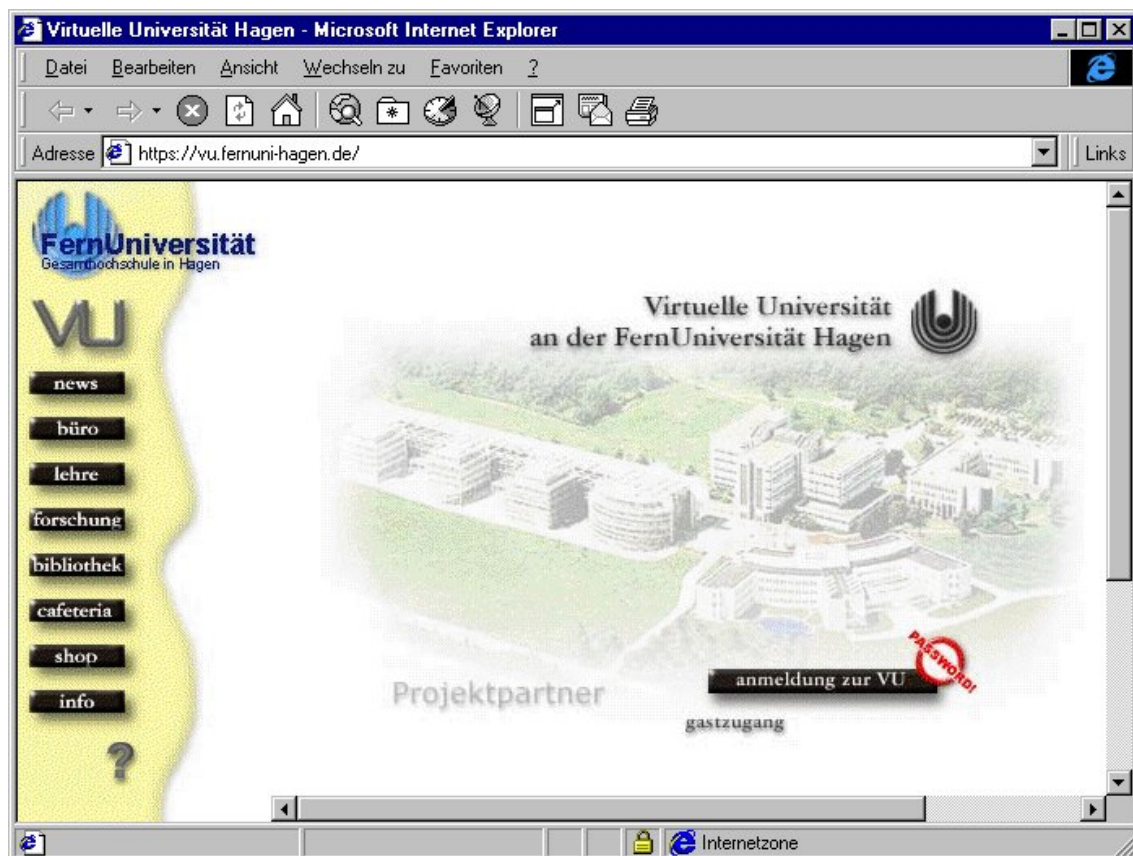 Virtuelle Universität Hagen - Microsoft Internet Explorer
Datei Bearbeiten Ansicht Wechseln zu Favoriten ?
Adresse https://vu.fernuni-hagen.de/ Links
FernUniversität
Gesamthochschule in Hagen
VU
news
büro
lehre
forschung
bibliothek
cafeteria
shop
info
?
Virtuelle Universität
an der FernUniversität Hagen
PASSWORD!
anmeldung zur VU
Projektpartner
gastzugang
Internetzone